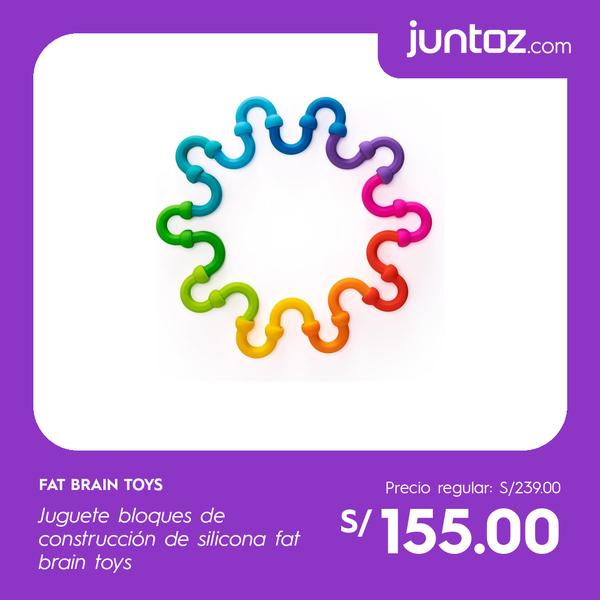 juntoz.com
FAT BRAIN TOYS
Juguete bloques de
construcción de silicona fat
brain toys
Precio regular: S/239.00
S/ 155.00